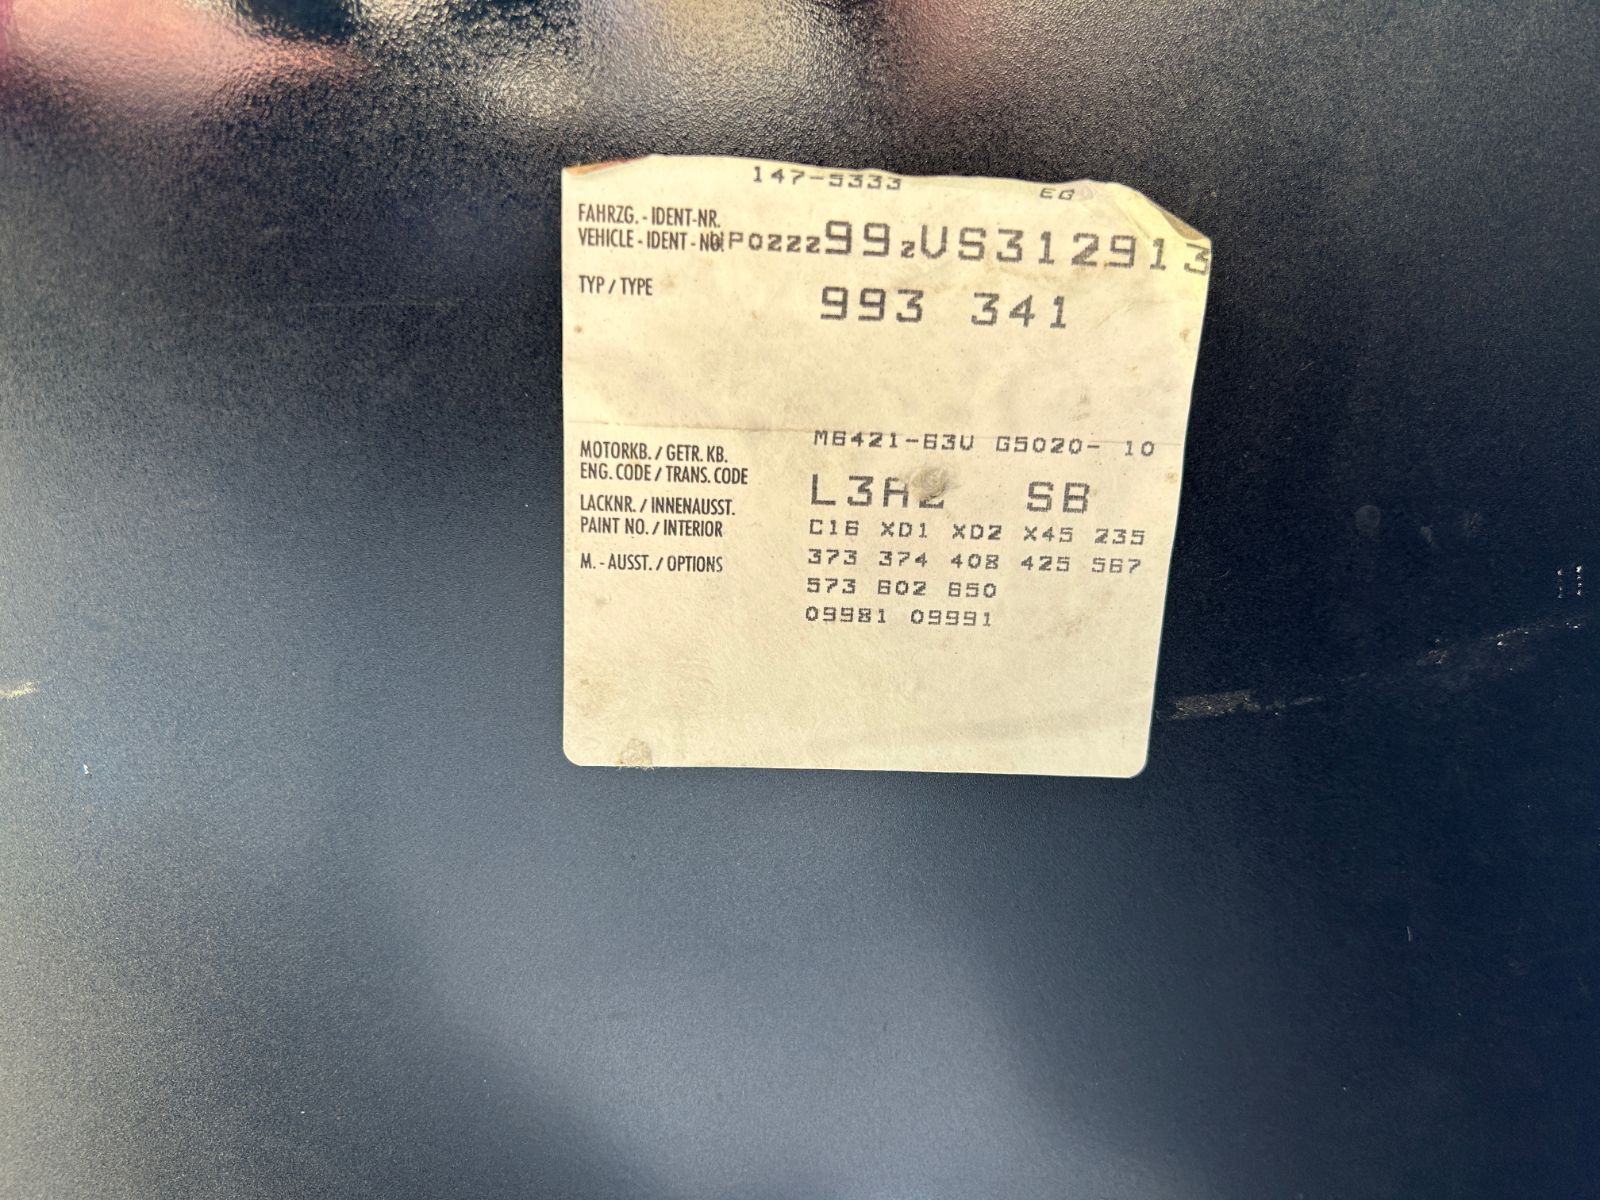 147-5333 EG
FAHRZG. - IDENT-NR.
VEHICLE - IDENT - NO. WP0ZZZ99ZVS312913
TYP / TYPE 993 341
MOTORKB. / GETR. KB. M6421-63V G5020- 10
ENG. CODE / TRANS. CODE
LACKNR. / INNENAUSST. L3AZ SB
PAINT NO. / INTERIOR C16 XD1 XD2 X45 235
M. - AUSST. / OPTIONS 373 374 408 425 567
573 602 650
09981 09991